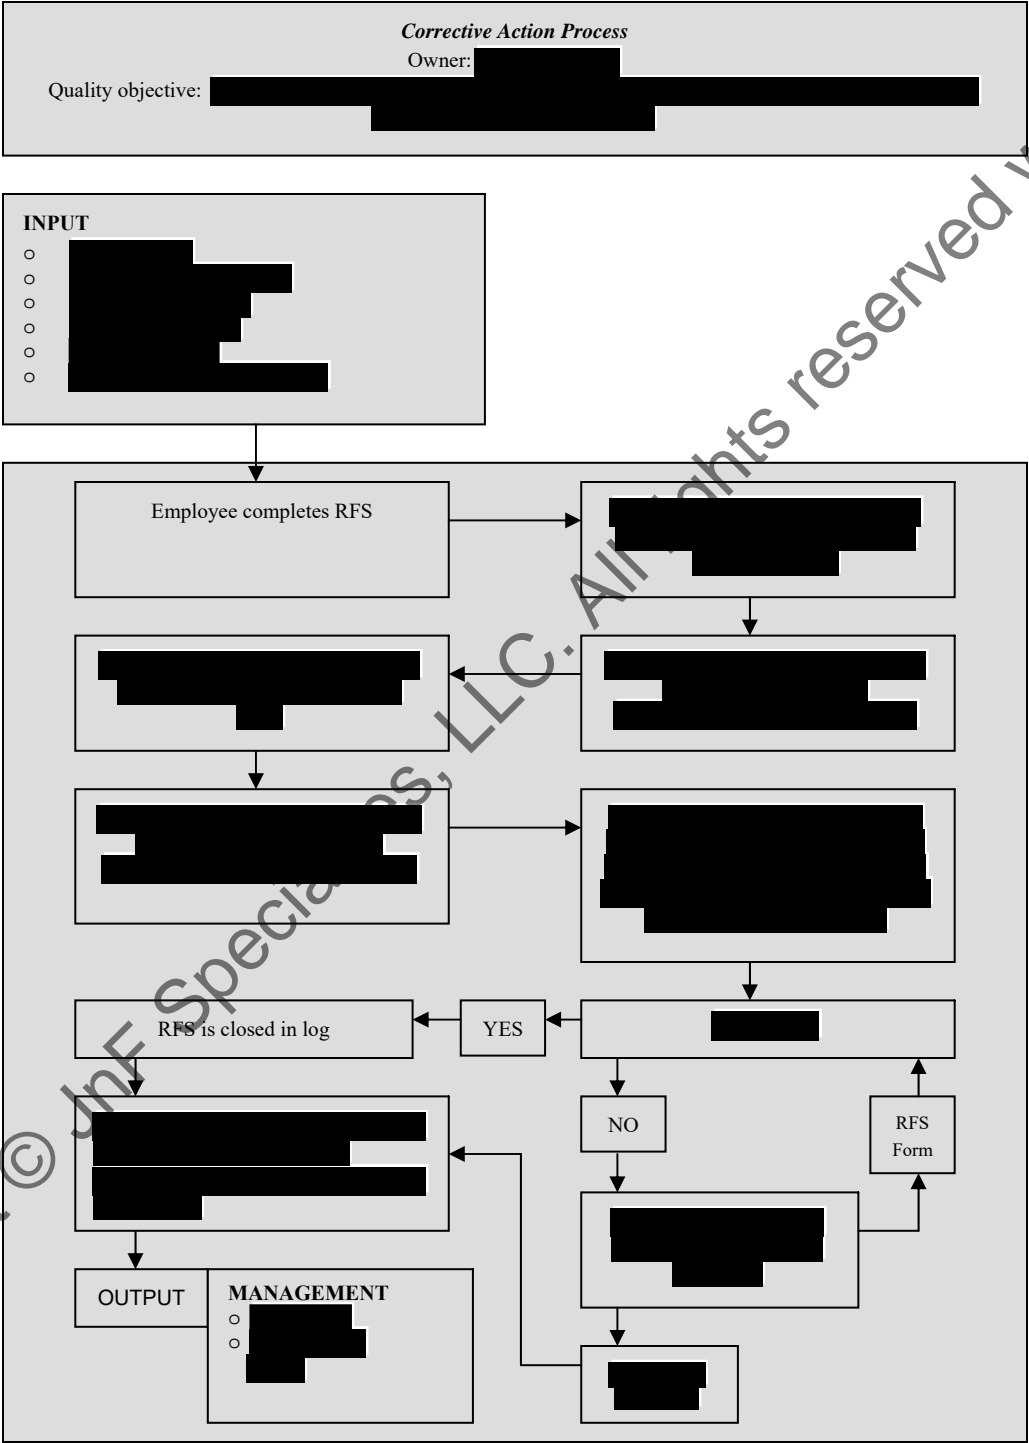 Corrective Action Process
Owner:
Quality objective:
INPUT
Employee completes RFS
RFS is closed in log
YES
NO
RFS
Form
OUTPUT
MANAGEMENT
© JnF Specialties, LLC. All rights reserved